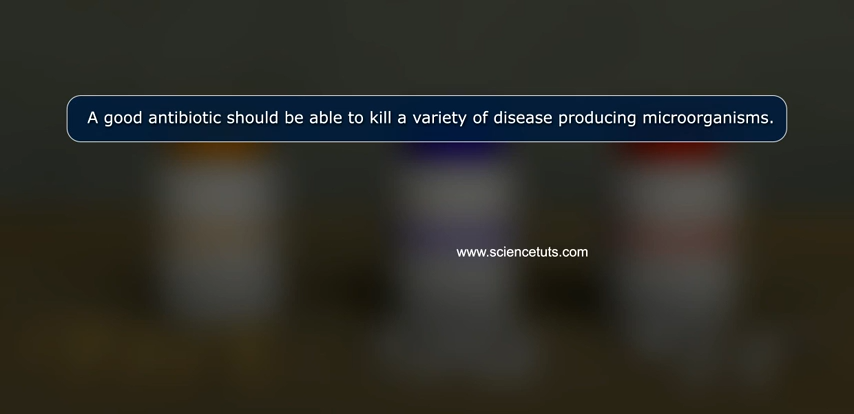 A good antibiotic should be able to kill a variety of disease producing microorganisms.
www.sciencetuts.com